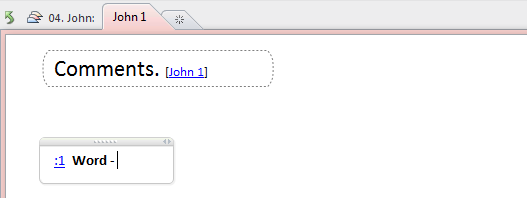 04. John:
John 1
Comments. [John 1]
:1 Word -